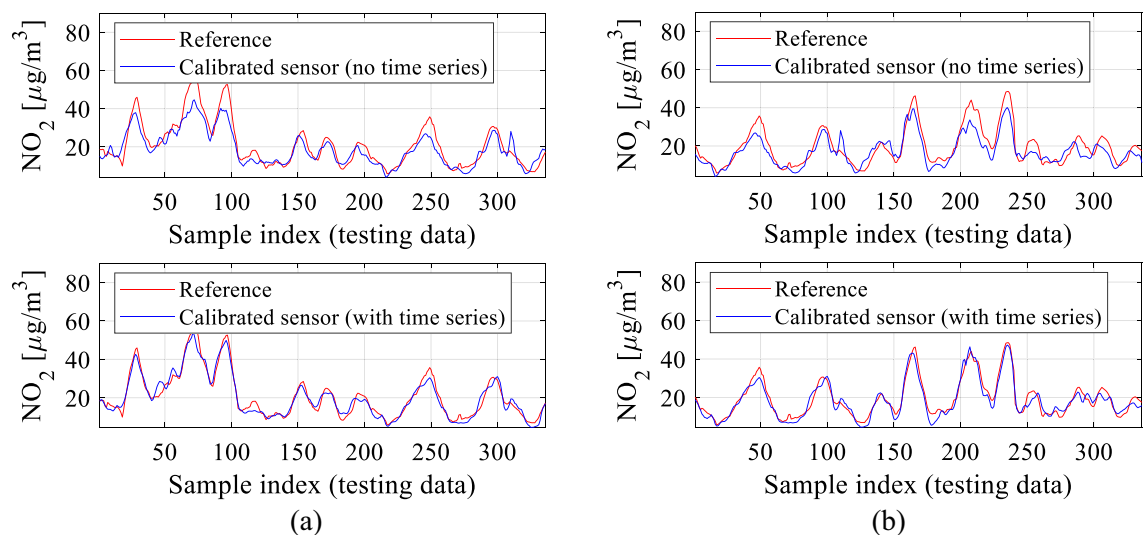 NO2 [μg/m3]
80
60
40
20
Reference
Calibrated sensor (no time series)
50 100 150 200 250 300
Sample index (testing data)
NO2 [μg/m3]
80
60
40
20
Reference
Calibrated sensor (no time series)
50 100 150 200 250 300
Sample index (testing data)
NO2 [μg/m3]
80
60
40
20
Reference
Calibrated sensor (with time series)
50 100 150 200 250 300
Sample index (testing data)
(a)
NO2 [μg/m3]
80
60
40
20
Reference
Calibrated sensor (with time series)
50 100 150 200 250 300
Sample index (testing data)
(b)